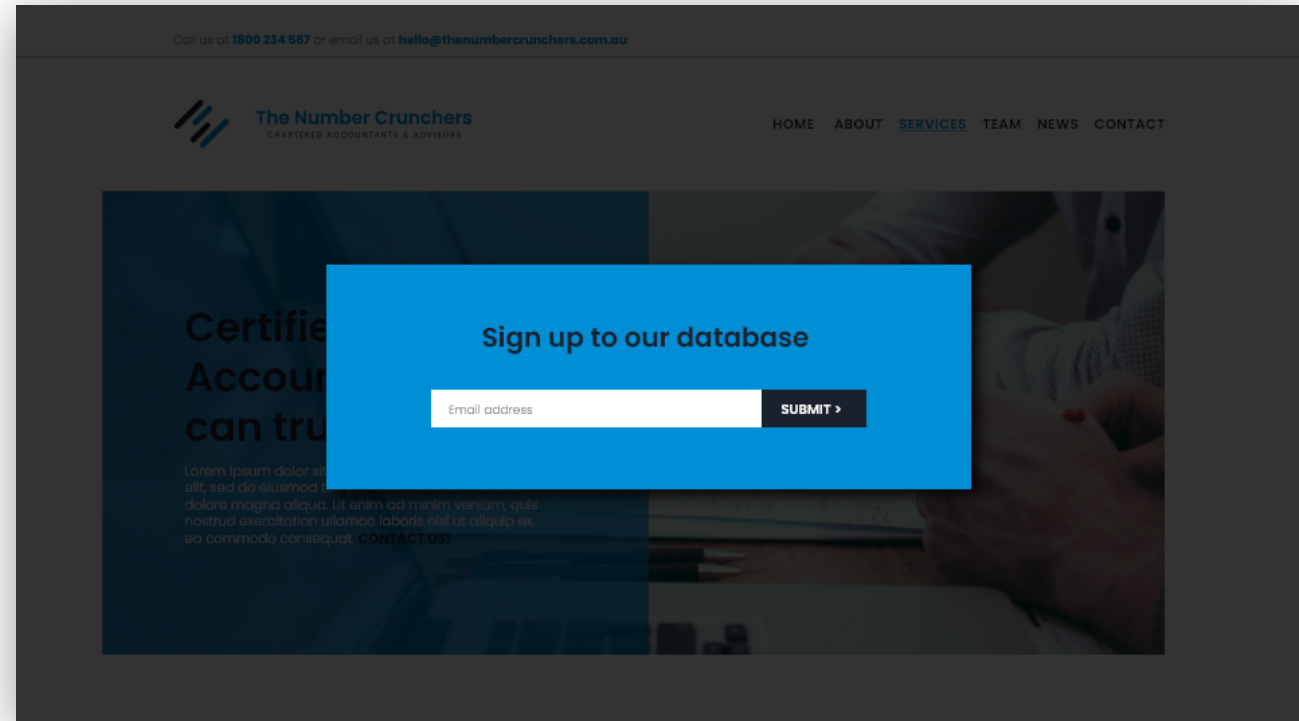 Call us at 1800 234 567 or email us at hello@thenumbercrunchers.com.au
The Number Crunchers
CHARTERED ACCOUNTANTS & ADVISORS
HOME ABOUT SERVICES TEAM NEWS CONTACT
Certifie
Accour
can tru
Lorem ipsum dolor sit
elit, sed do eiusmod
dolore magna aliqua. Ut enim ad minim veniam, quis
nostrud exercitation ullamco laboris nisi ut aliquip ex
ea commodo consequat. CONTACT US!
Sign up to our database
Email address
SUBMIT >